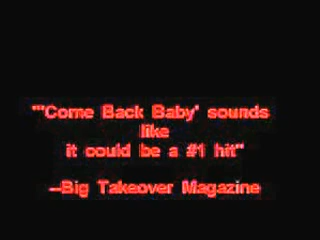 "'Come Back Baby' sounds
like
it could be a #1 hit"
--Big Takeover Magazine